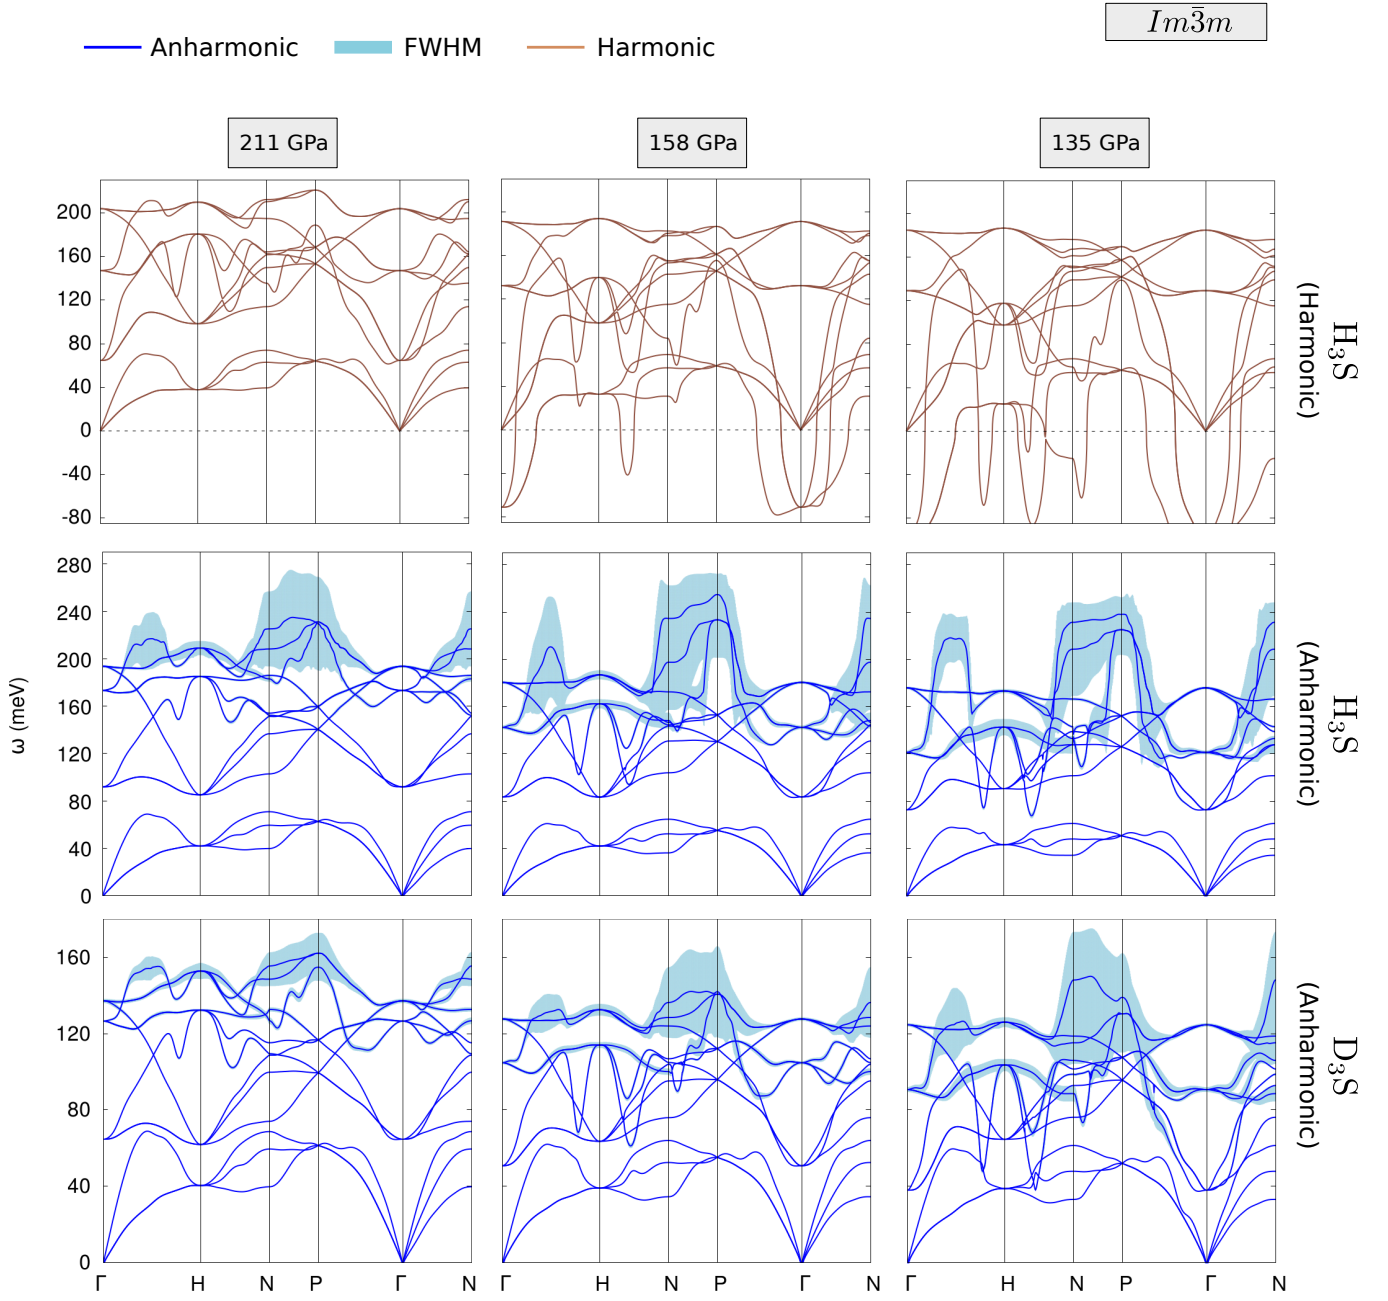 Im3̄m
Anharmonic FWHM Harmonic
211 GPa 158 GPa 135 GPa
200
160
120
80
40
0
-40
-80
H₃S
(Harmonic)
280
240
200
160
120
80
40
0
H₃S
(Anharmonic)
ω (meV)
160
120
80
40
0
D₃S
(Anharmonic)
Γ H N P Γ N Γ H N P Γ N Γ H N P Γ N